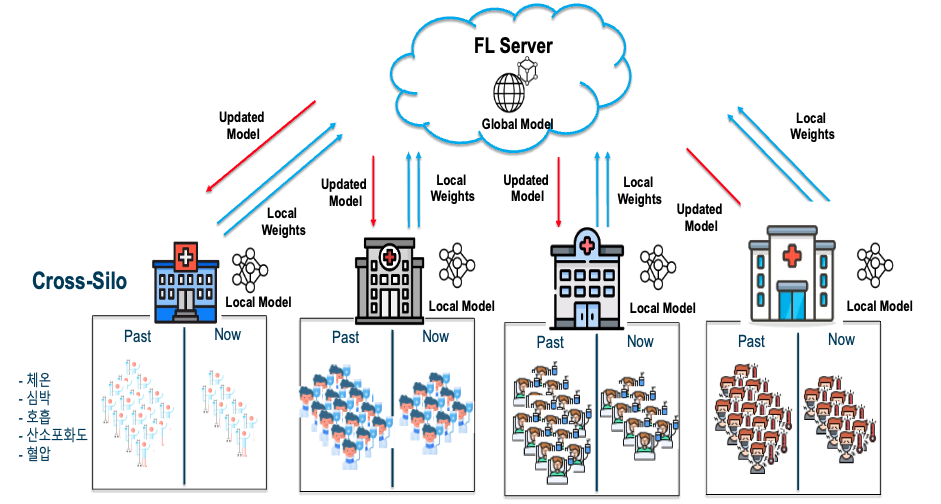 FL Server
Global Model
Updated
Model
Local
Weights
Updated
Model
Local
Weights
Updated
Model
Local
Weights
Updated
Model
Local
Weights
Cross-Silo
Local Model
Local Model
Local Model
Local Model
Past
Now
Past
Now
Past
Now
Past
Now
- 체온
- 심박
- 호흡
- 산소포화도
- 혈압